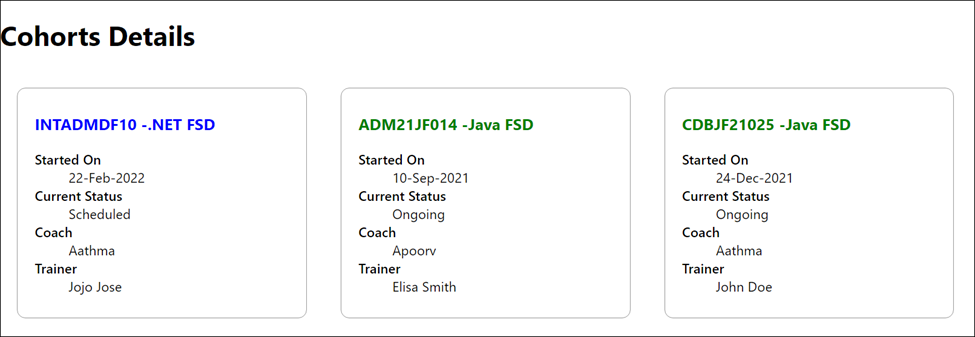 Cohorts Details
INTADMDF10 -.NET FSD
Started On
22-Feb-2022
Current Status
Scheduled
Coach
Aathma
Trainer
Jojo Jose
ADM21JF014 -Java FSD
Started On
10-Sep-2021
Current Status
Ongoing
Coach
Apoorv
Trainer
Elisa Smith
CDBJF21025 -Java FSD
Started On
24-Dec-2021
Current Status
Ongoing
Coach
Aathma
Trainer
John Doe